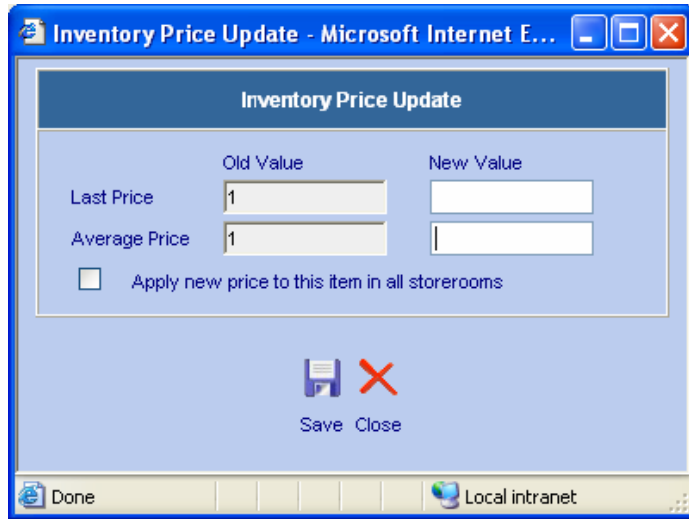 Inventory Price Update - Microsoft Internet E...
Inventory Price Update
Old Value New Value
Last Price 1
Average Price 1
Apply new price to this item in all storerooms
Save Close
Done Local intranet